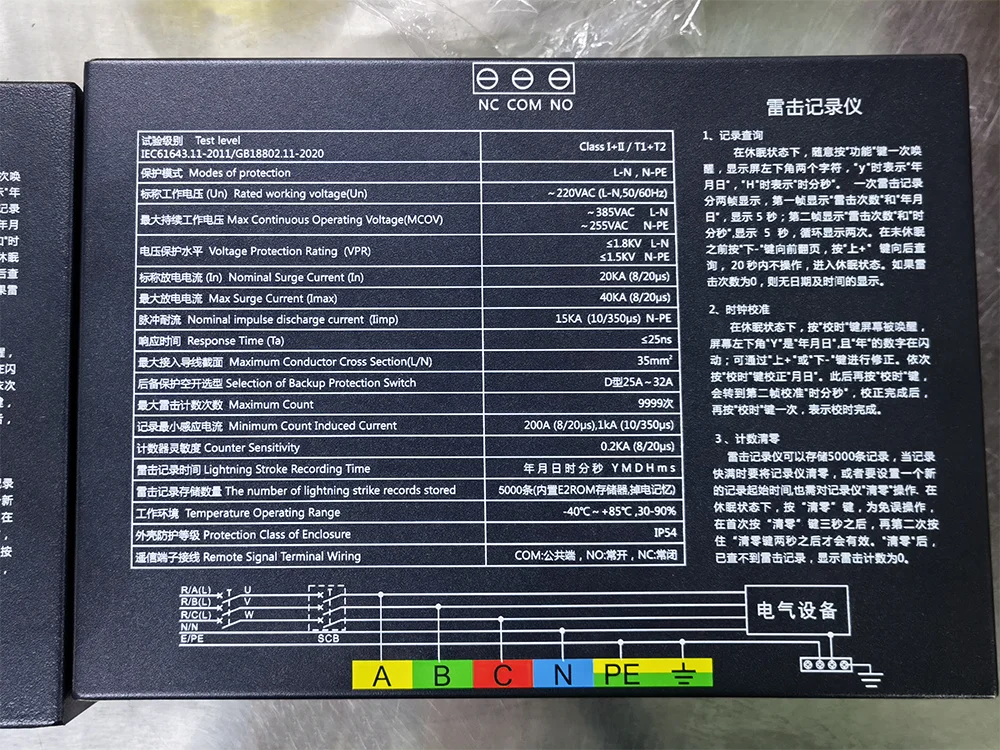 NC COM NO
雷击记录仪
试验级别 Test level
IEC61643.11-2011/GB18802.11-2020
Class I+II / T1+T2
保护模式 Modes of protection
L-N , N-PE
标称工作电压 (Un) Rated working voltage(Un)
~220VAC (L-N,50/60Hz)
最大持续工作电压 Max Continuous Operating Voltage(MCOV)
~385VAC L-N
~255VAC N-PE
电压保护水平 Voltage Protection Rating (VPR)
≤1.8KV L-N
≤1.5KV N-PE
标称放电电流 (In) Nominal Surge Current (In)
20KA (8/20μs)
最大放电电流 Max Surge Current (Imax)
40KA (8/20μs)
脉冲耐流 Nominal impulse discharge current (Iimp)
15KA (10/350μs) N-PE
响应时间 Response Time (Ta)
≤25ns
最大接入导线截面 Maximum Conductor Cross Section(L/N)
35mm²
后备保护空开选型 Selection of Backup Protection Switch
D型25A~32A
最大雷击计数次数 Maximum Count
9999次
记录最小感应电流 Minimum Count Induced Current
200A (8/20μs),1kA (10/350μs)
计数器灵敏度 Counter Sensitivity
0.2KA (8/20μs)
雷击记录时间 Lightning Stroke Recording Time
年月日时分秒 YMDHms
雷击记录存储数量 The number of lightning strike records stored
5000条(内置E2ROM存储器,掉电记忆)
工作环境 Temperature Operating Range
-40℃~+85℃ ,30-90%
外壳防护等级 Protection Class of Enclosure
IP54
遥信端子接线 Remote Signal Terminal Wiring
COM:公共端 , NO:常开 , NC:常闭
1、记录查询
在休眠状态下，随意按"功能"键一次唤
醒，显示屏左下角两个字符，"y"时表示"年
月日"，"H"时表示"时分秒"。 一次雷击记录
分两帧显示，第一帧显示"雷击次数"和"年月
日"，显示 5 秒；第二帧显示"雷击次数"和"时
分秒",显示 5 秒，循环显示两次。在未休眠
之前按"下-"键向前翻页，按"上+" 键向后查
询，20 秒内不操作，进入休眠状态。如果雷
击次数为0，则无日期及时间的显示。
2、时钟校准
在休眠状态下，按"校时"键屏幕被唤醒，
屏幕左下角"Y"是"年月日",且"年"的数字在闪
动；可通过"上+"或"下-"键进行修正。依次
按"校时"键校正"月日"。此后再按"校时"键，
会转到第二帧校准"时分秒"，校正完成后，
再按"校时"键一次，表示校时完成。
3、计数清零
雷击记录仪可以存储5000条记录，当记录
快满时要将记录仪清零，或者要设置一个新
的记录起始时间,也需对记录仪"清零"操作、在
休眠状态下，按 "清零" 键，为免误操作，
在首次按 "清零" 键三秒之后，再第二次按
住 "清零"键两秒之后才会有效。"清零"后，
已查不到雷击记录，显示雷击计数为0。
R/A(L) T U T
R/B(L) V
R/C(L) W
N/N
E/PE
SCB
电气设备
A B C N PE